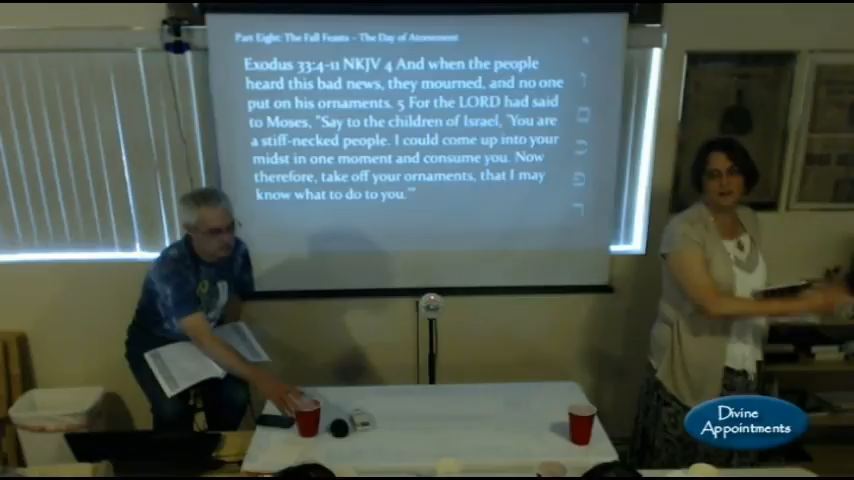 Part Eight: The Fall Feasts - The Day of Atonement
Exodus 33:4-11 NKJV 4 And when the people
heard this bad news, they mourned, and no one
put on his ornaments. 5 For the LORD had said
to Moses, "Say to the children of Israel, 'You are
a stiff-necked people. I could come up into your
midst in one moment and consume you. Now
therefore, take off your ornaments, that I may
know what to do to you.'"
Divine
Appointments